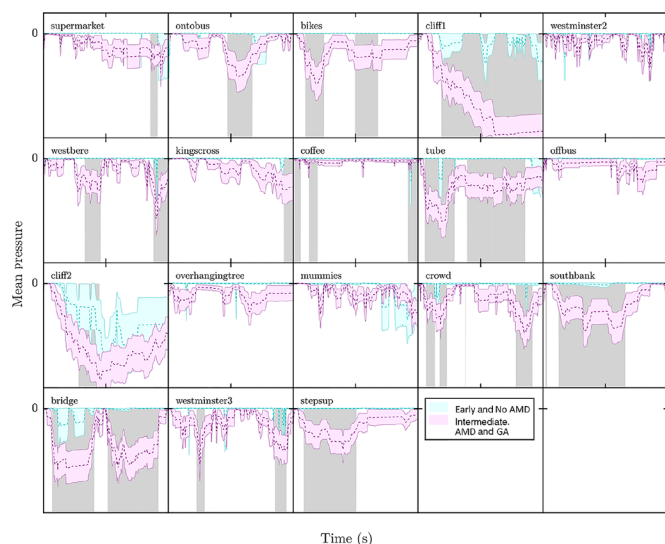 supermarket ontobus bikes cliff1 westminster2
0
westbere kingscross coffee tube offbus
0
Mean pressure
cliff2 overhangingtree mummies crowd southbank
0
bridge westminster3 stepsup
0
Early and No AMD
Intermediate.
AMD and GA
Time (s)